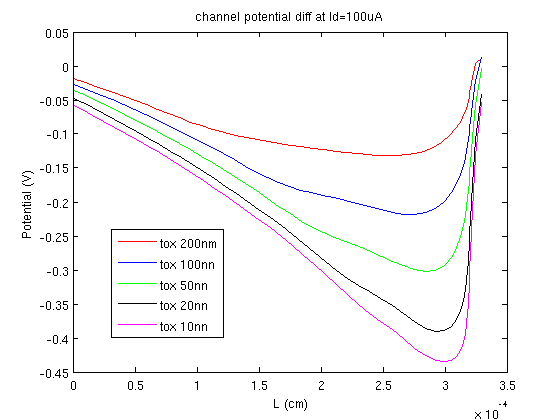 channel potential diff at Id=100uA
0.05
0
−0.05
−0.1
−0.15
−0.2
−0.25
−0.3
−0.35
−0.4
−0.45
Potential (V)
tox 200nm
tox 100nn
tox 50nn
tox 20nn
tox 10nn
0 0.5 1 1.5 2 2.5 3 3.5
L (cm)
x 10⁻⁴